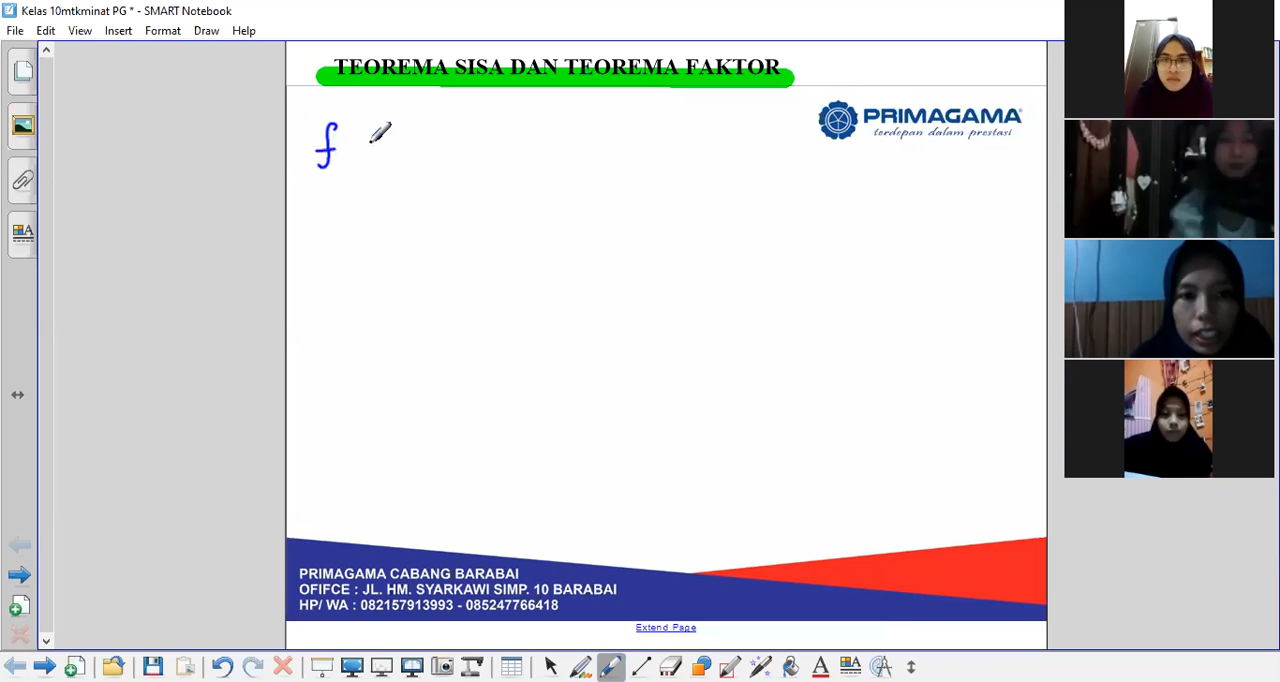 Kelas 10mtkminat PG * - SMART Notebook
File Edit View Insert Format Draw Help
TEOREMA SISA DAN TEOREMA FAKTOR
PRIMAGAMA
terdepan dalam prestasi
f
PRIMAGAMA CABANG BARABAI
OFIFCE : JL. HM. SYARKAWI SIMP. 10 BARABAI
HP/ WA : 082157913993 - 085247766418
Extend Page